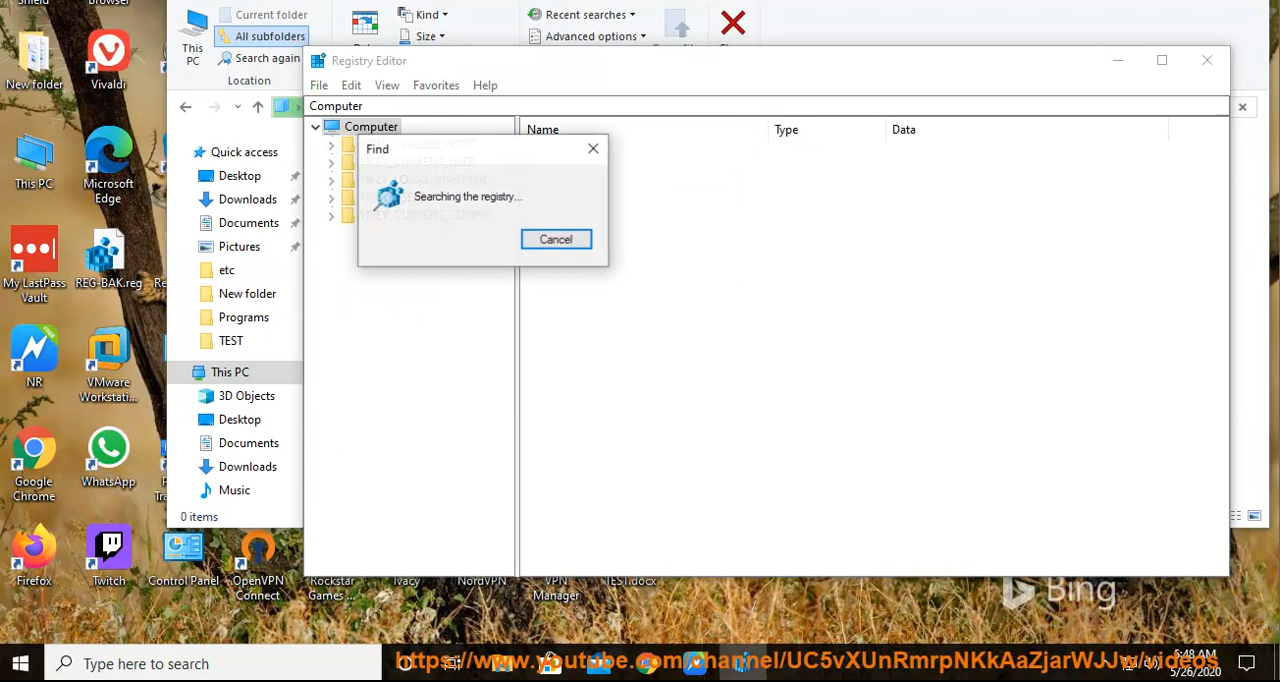 Shield
Browser
New folder
Vivaldi
This PC
Microsoft
Edge
My LastPass
Vault
REG-BAK.reg
NR
VMware
Workstati...
Google
Chrome
WhatsApp
Firefox
Twitch
Control Panel
OpenVPN
Connect
Rockstar
Games ...
Ivacy
NordVPN
VPN
Manager
TEST.docx
This
PC
Current folder
All subfolders
Search again
Location
Kind
Size
Recent searches
Advanced options
Quick access
Desktop
Downloads
Documents
Pictures
etc
New folder
Programs
TEST
This PC
3D Objects
Desktop
Documents
Downloads
Music
0 items
Registry Editor
File Edit View Favorites Help
Computer
Computer
Name Type Data
Find
Searching the registry...
Cancel
Bing
Type here to search
https://www.youtube.com/channel/UC5vXUnRmrpNKkAaZjarWJJw/videos
5:48 AM
5/26/2020